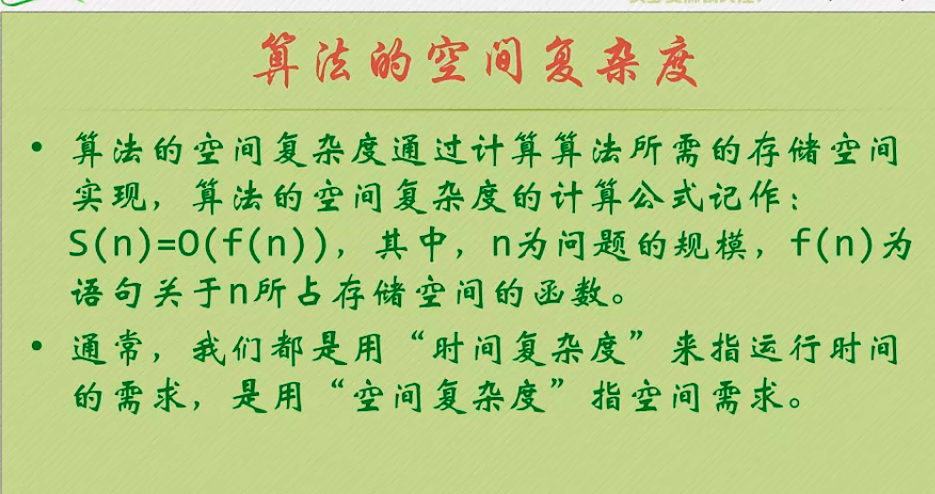 算法的空间复杂度
• 算法的空间复杂度通过计算算法所需的存储空间
实现，算法的空间复杂度的计算公式记作：
S(n)=O(f(n))，其中，n为问题的规模，f(n)为
语句关于n所占存储空间的函数。
• 通常，我们都是用“时间复杂度”来指运行时间
的需求，是用“空间复杂度”指空间需求。